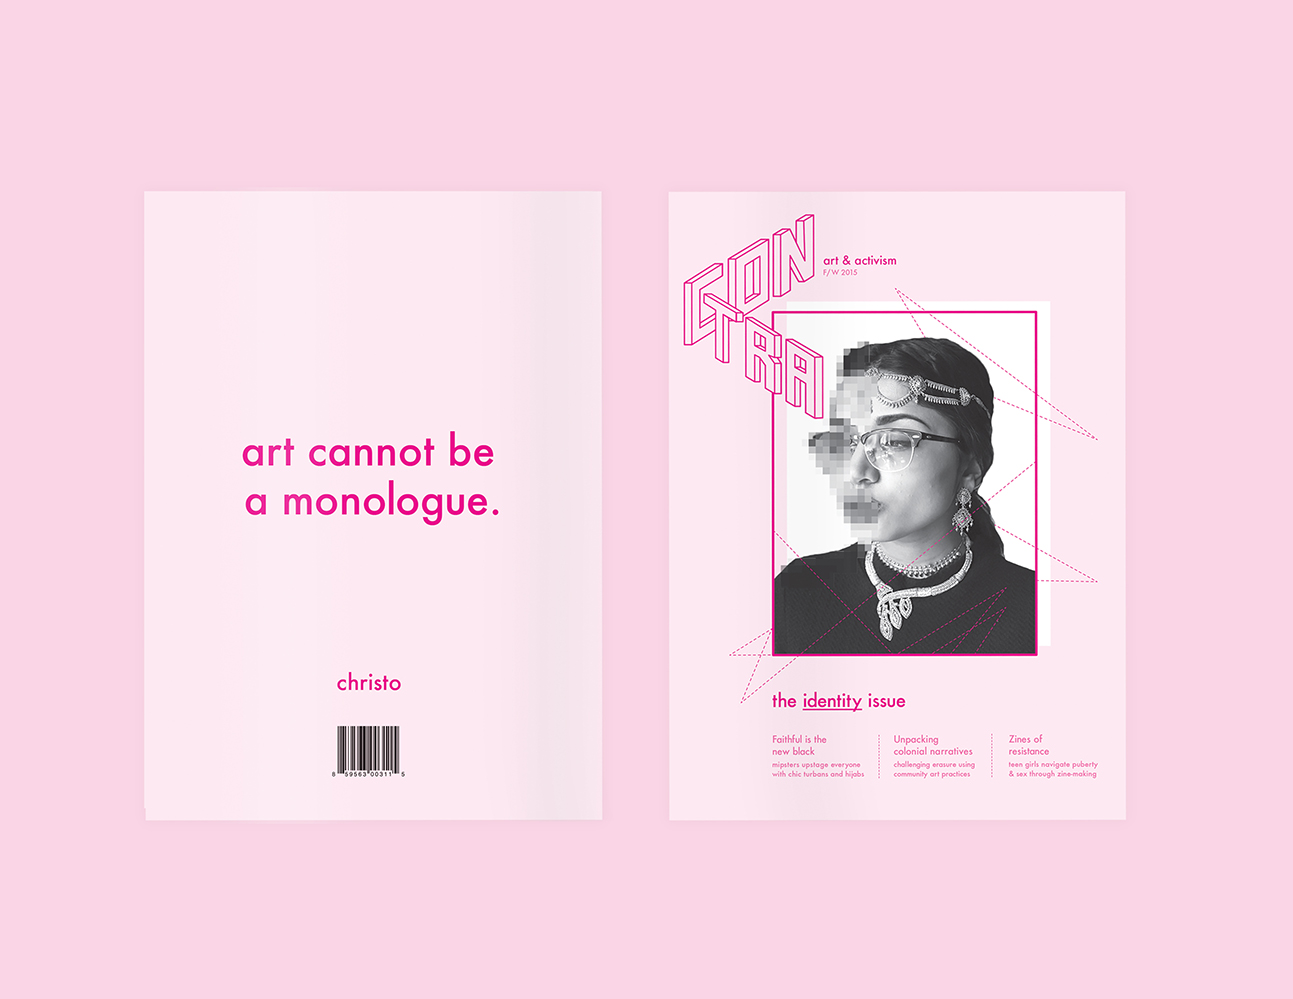 art cannot be
a monologue.
christo
8 59563 00311 5
CON
TRA
art & activism
F/W 2015
the identity issue
Faithful is the
new black
mipsters upstage everyone
with chic turbans and hijabs
Unpacking
colonial narratives
challenging erasure using
community art practices
Zines of
resistance
teen girls navigate puberty
& sex through zine-making